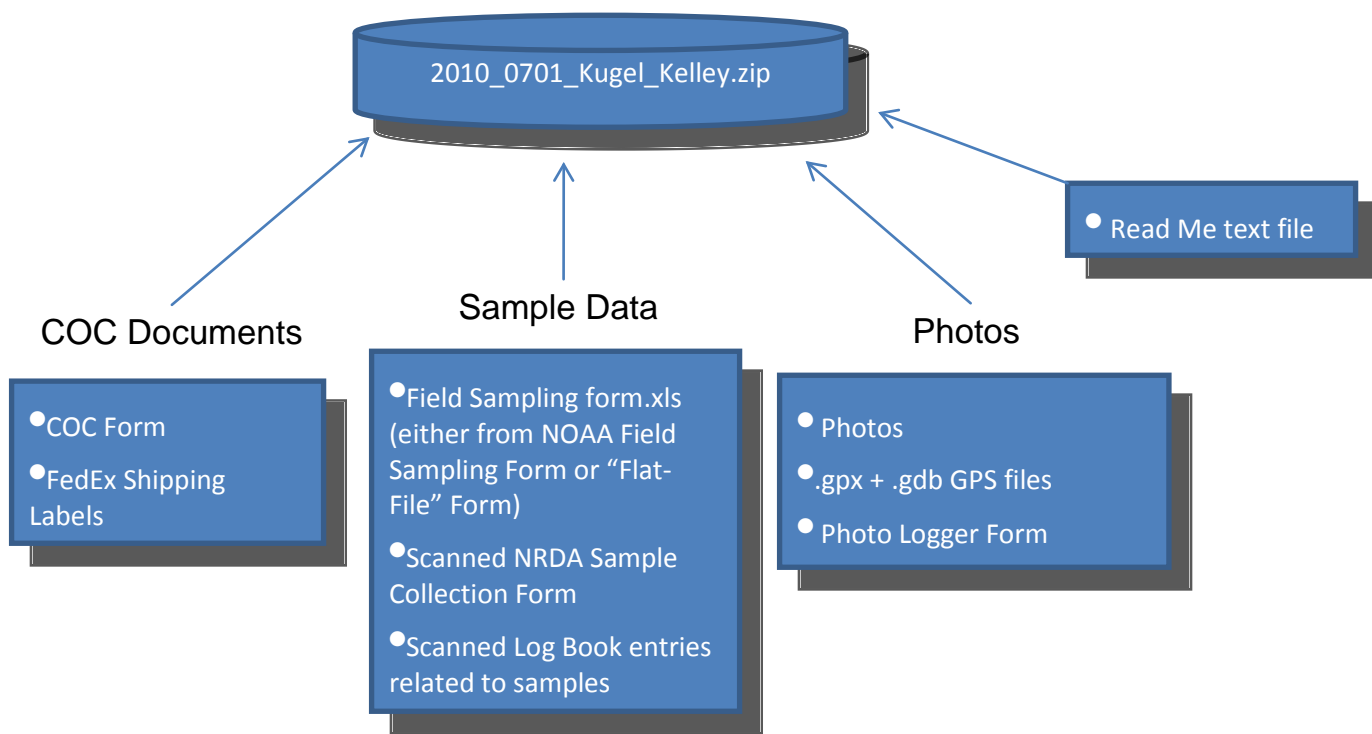 2010_0701_Kugel_Kelley.zip
● Read Me text file
COC Documents
●COC Form
●FedEx Shipping
Labels
Sample Data
●Field Sampling form.xls
(either from NOAA Field
Sampling Form or “Flat-
File” Form)
●Scanned NRDA Sample
Collection Form
●Scanned Log Book entries
related to samples
Photos
● Photos
●.gpx + .gdb GPS files
● Photo Logger Form